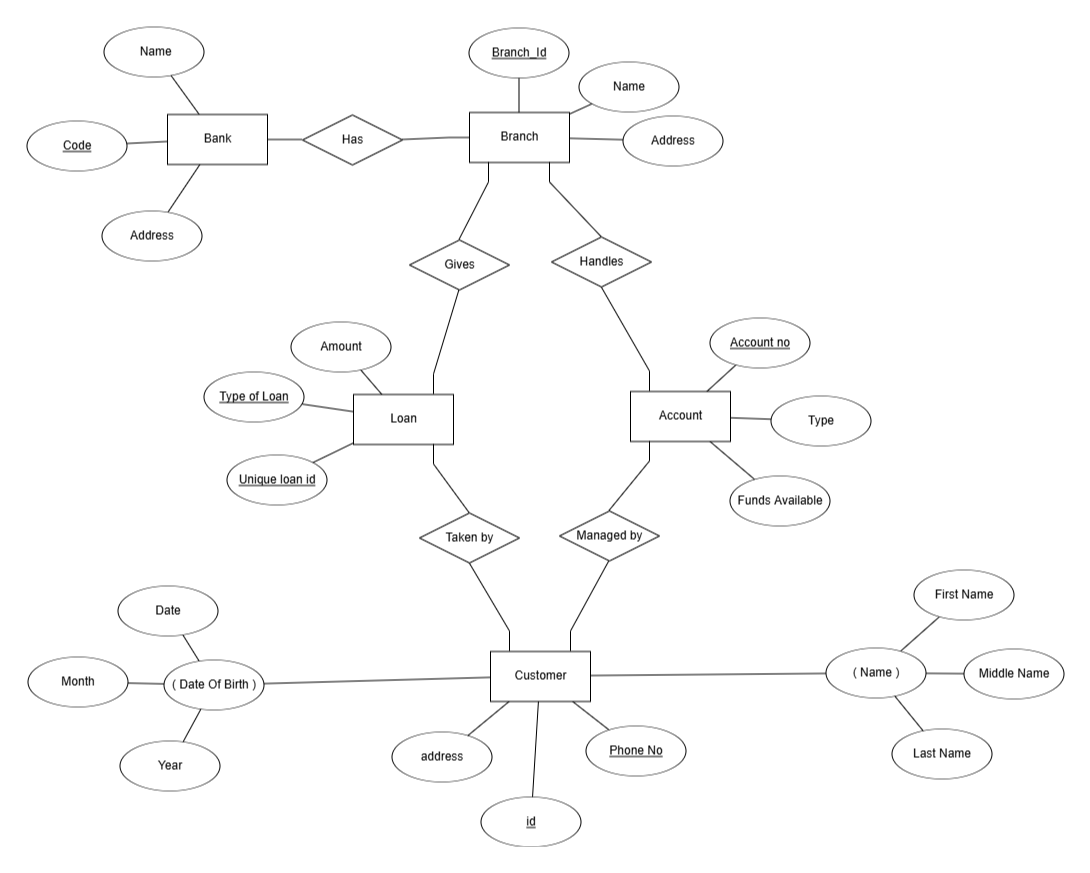 Name
Branch_Id
Name
Code
Bank
Has
Branch
Address
Address
Gives
Handles
Amount
Account no
Type of Loan
Loan
Account
Type
Unique loan id
Funds Available
Taken by
Managed by
Date
First Name
Month
( Date Of Birth )
Customer
( Name )
Middle Name
Year
address
Phone No
Last Name
id